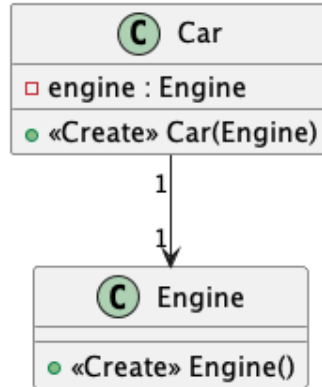 C Car
engine : Engine
«Create» Car(Engine)
1
1
C Engine
«Create» Engine()